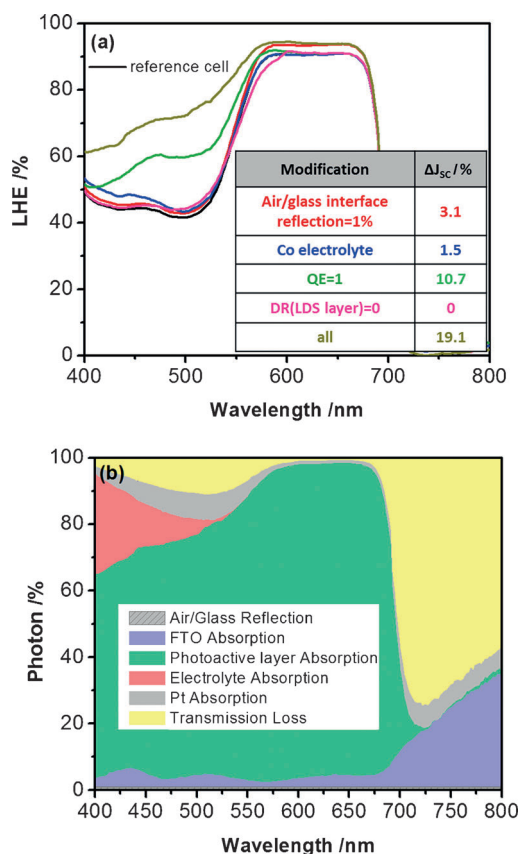 (a)
reference cell
LHE /%
100
80
60
40
20
0
Modification ΔJSC / %
Air/glass interface
reflection=1% 3.1
Co electrolyte 1.5
QE=1 10.7
DR(LDS layer)=0 0
all 19.1
400 500 600 700 800
Wavelength /nm
(b)
Photon /%
100
80
60
40
20
0
Air/Glass Reflection
FTO Absorption
Photoactive layer Absorption
Electrolyte Absorption
Pt Absorption
Transmission Loss
400 450 500 550 600 650 700 750 800
Wavelength /nm